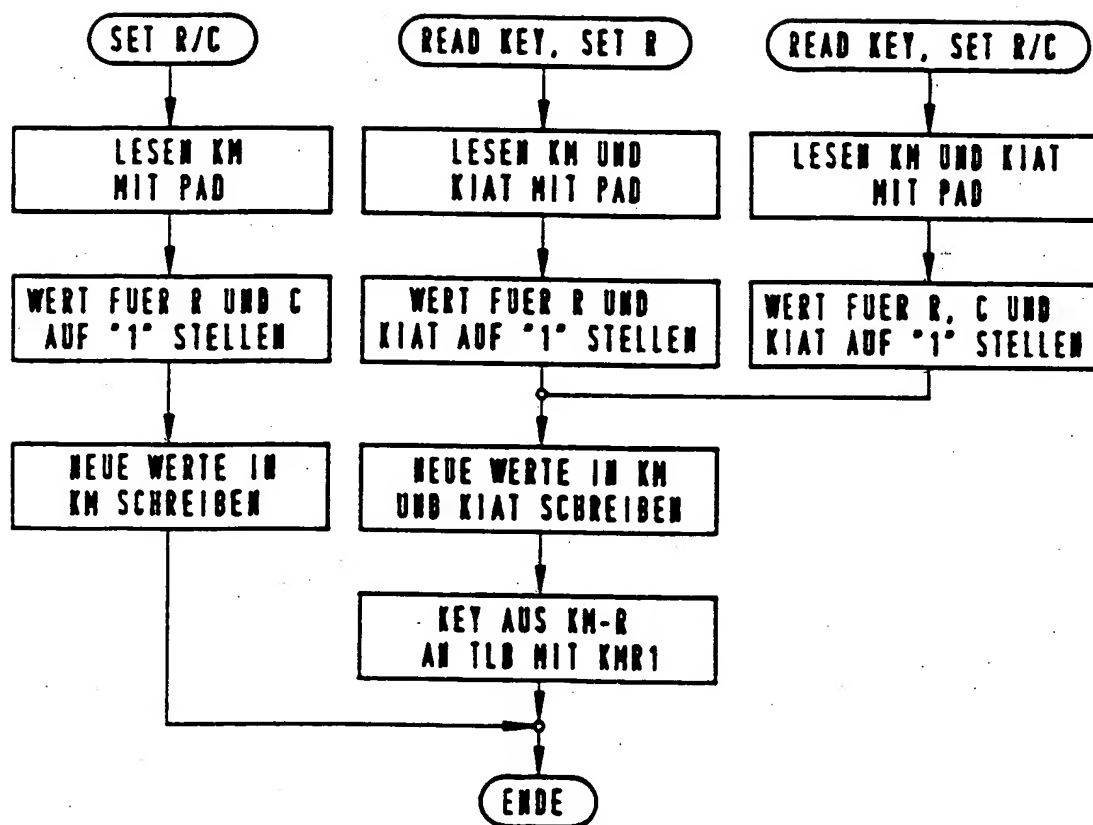 SET R/C
READ KEY, SET R
READ KEY, SET R/C
LESEN KM
MIT PAD
LESEN KM UND
KIAT MIT PAD
LESEN KM UND KIAT
MIT PAD
WERT FUER R UND C
AUF "1" STELLEN
WERT FUER R UND
KIAT AUF "1" STELLEN
WERT FUER R, C UND
KIAT AUF "1" STELLEN
NEUE WERTE IN
KM SCHREIBEN
NEUE WERTE IN KM
UND KIAT SCHREIBEN
KEY AUS KM-R
AN TLB MIT KMR1
ENDE